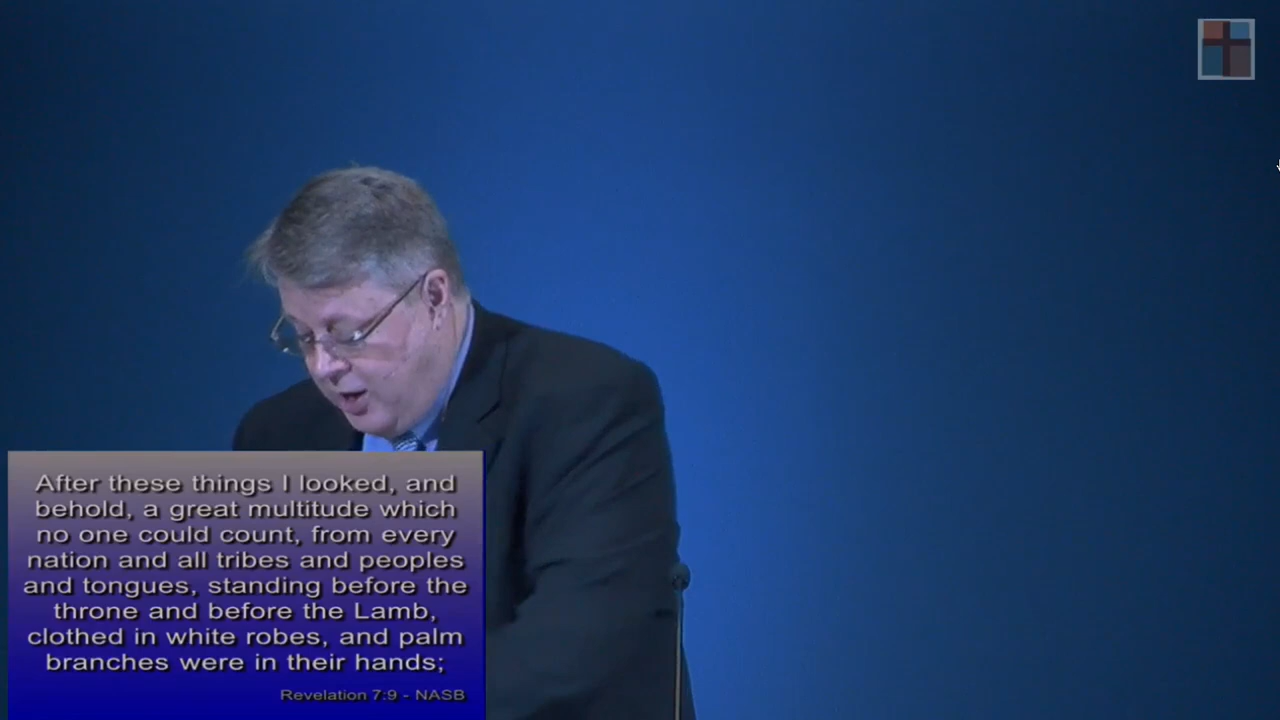 After these things I looked, and
behold, a great multitude which
no one could count, from every
nation and all tribes and peoples
and tongues, standing before the
throne and before the Lamb,
clothed in white robes, and palm
branches were in their hands;
Revelation 7:9 - NASB